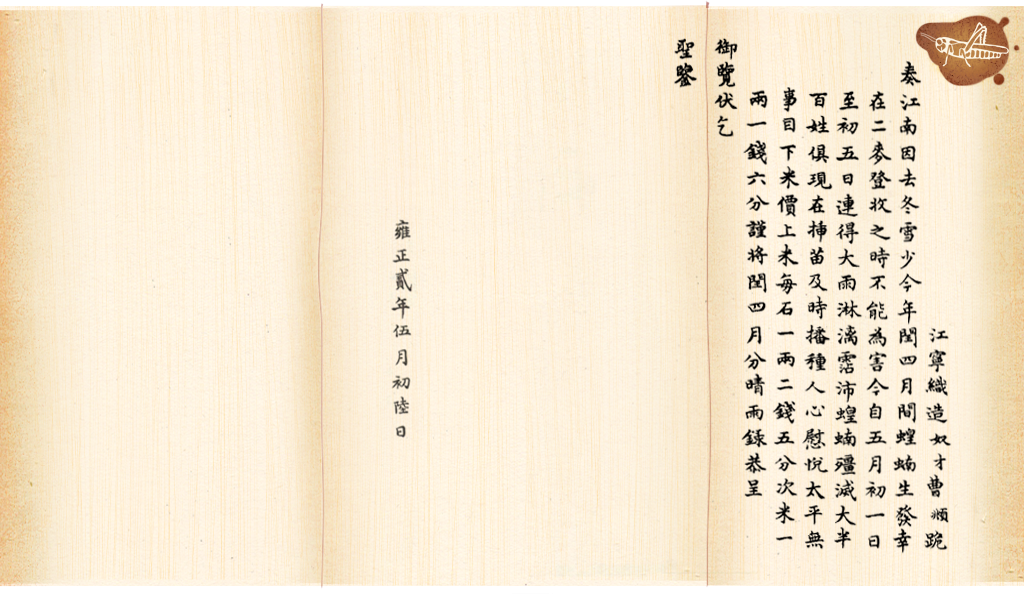 江寧織造奴才曹頫跪
奏江南因去冬雪少今年閏四月間蝗蝻生發幸
在二麥登收之時不能為害今自五月初一日
至初五日連得大雨淋漓霑沛蝗蝻殭滅大半
百姓俱現在插苗及時播種人心慰悅太平無
事目下米價上米每石一兩二錢五分次米一
兩一錢六分謹將閏四月分晴雨錄恭呈
御覽伏乞
聖鑒
雍正貳年伍月初陸日